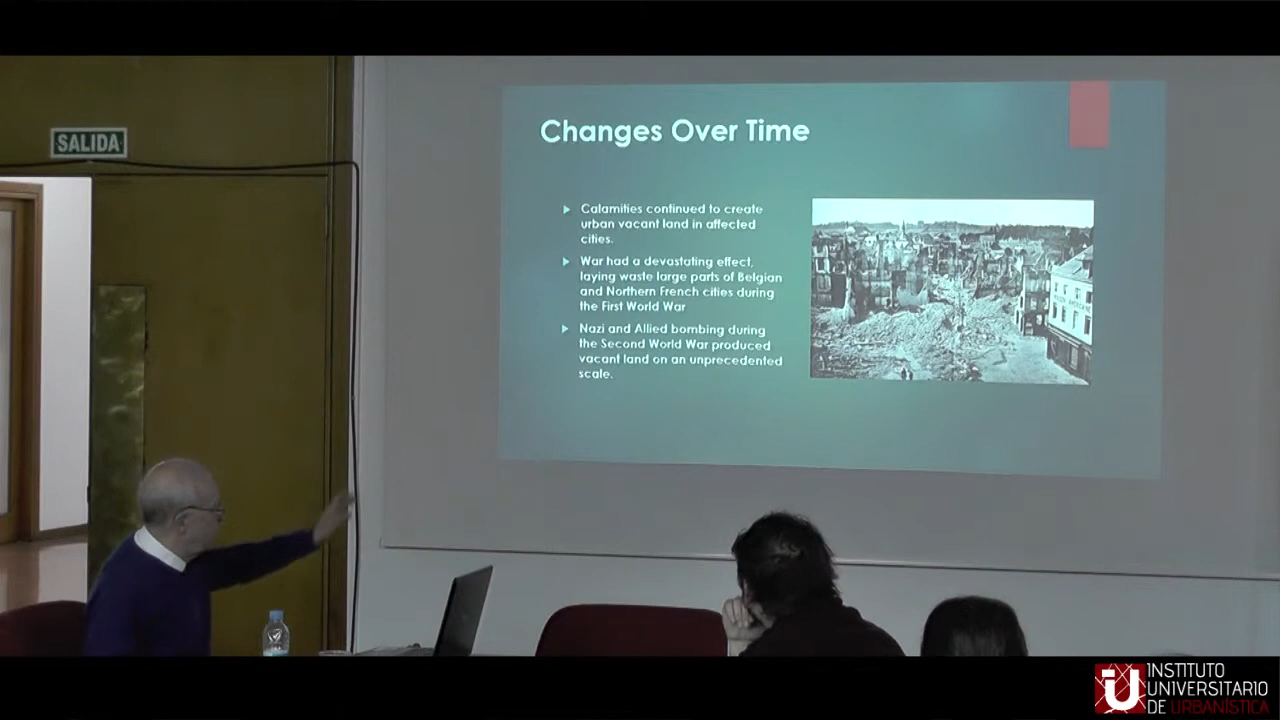 SALIDA
Changes Over Time
Calamities continued to create
urban vacant land in affected
cities.
War had a devastating effect,
laying waste large parts of Belgian
and Northern French cities during
the First World War
Nazi and Allied bombing during
the Second World War produced
vacant land on an unprecedented
scale.
INSTITUTO
UNIVERSITARIO
DE URBANÍSTICA